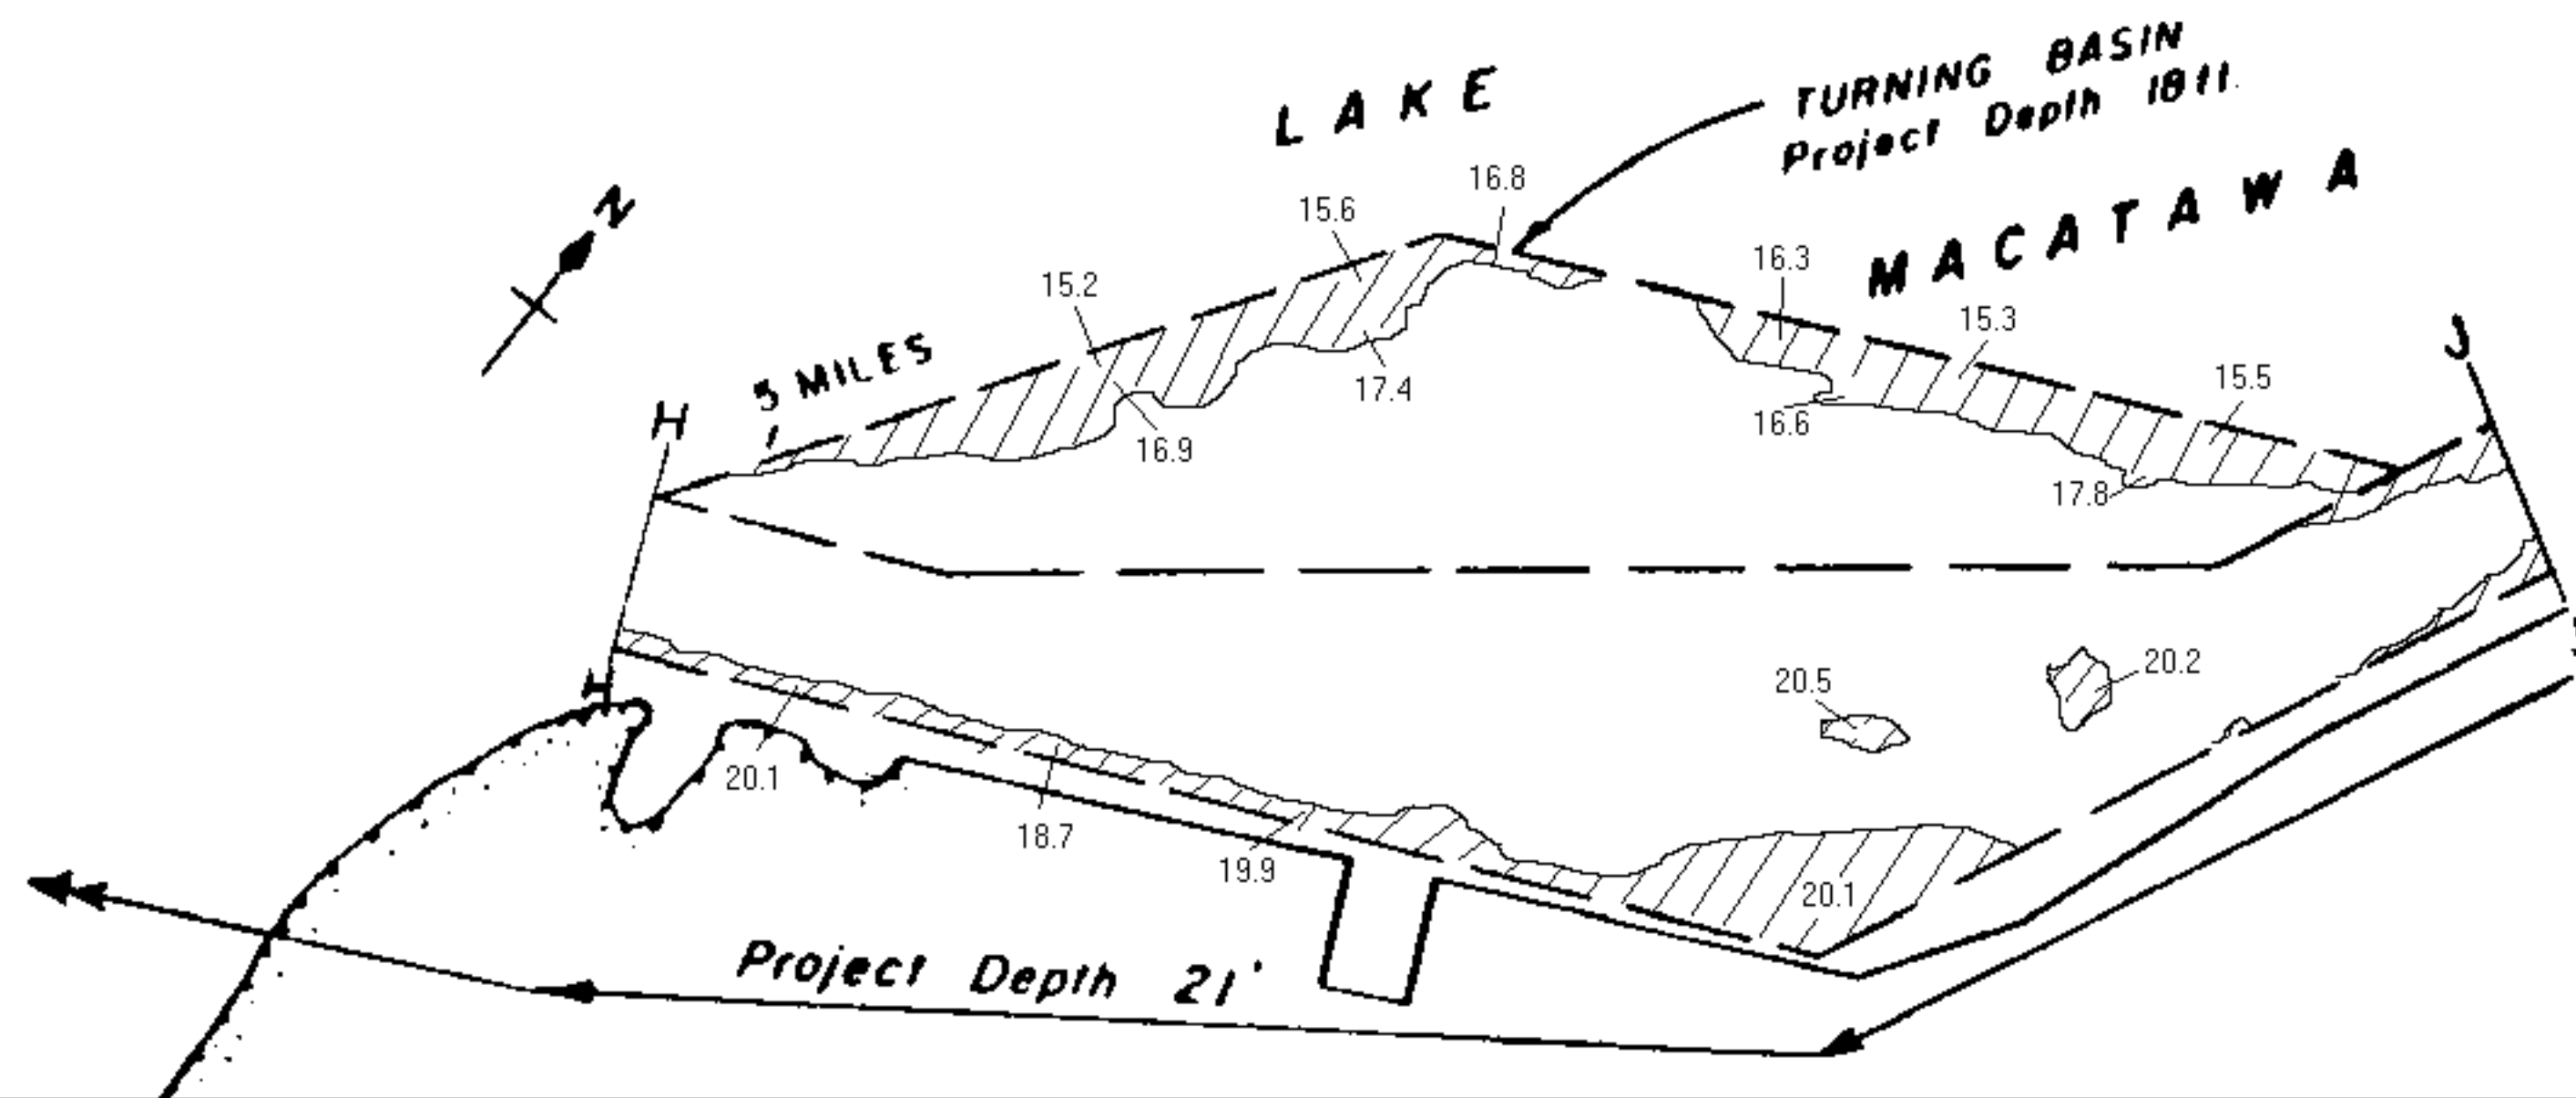 LAKE
TURNING BASIN
Project Depth 18 ft.
MACATAWA
N
16.8
15.6
16.3
15.2
15.3
J
5 MILES
15.5
17.4
H
16.6
16.9
17.8
20.2
20.5
H
20.1
18.7
19.9
20.1
Project Depth 21'